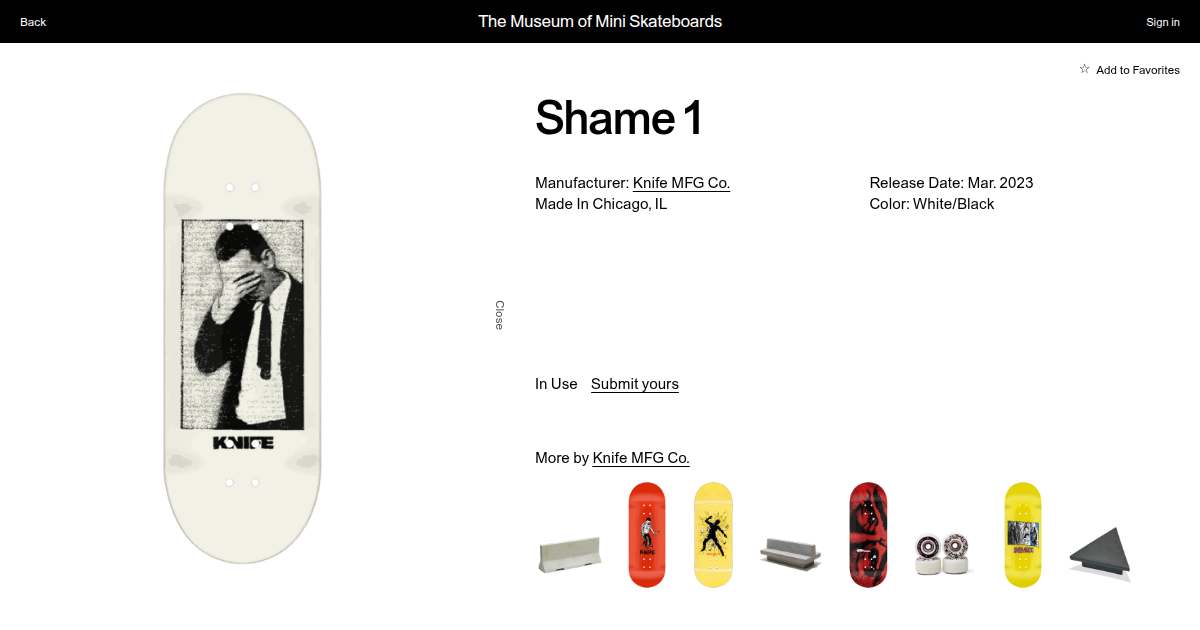 Back
The Museum of Mini Skateboards
Sign in
☆ Add to Favorites
Shame 1
Manufacturer: Knife MFG Co.
Made In Chicago, IL
Release Date: Mar. 2023
Color: White/Black
KNIFE
Close
In Use Submit yours
More by Knife MFG Co.
KNIFE